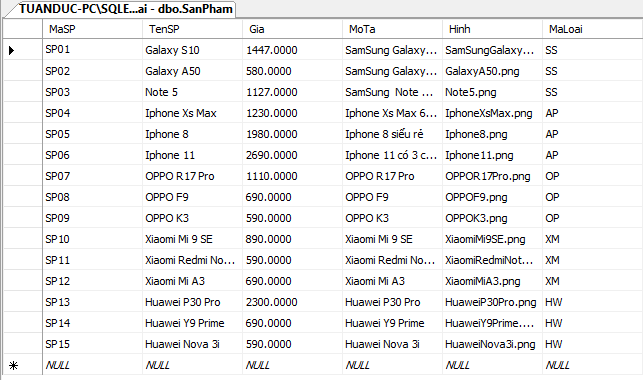 TUANDUC-PC\SQLE...ai - dbo.SanPham
MaSP TenSP Gia MoTa Hinh MaLoai
SP01 Galaxy S10 1447.0000 SamSung Galaxy... SamSungGalaxy... SS
SP02 Galaxy A50 580.0000 SamSung Galaxy... GalaxyA50.png SS
SP03 Note 5 1127.0000 SamSung Note ... Note5.png SS
SP04 Iphone Xs Max 1230.0000 Iphone Xs Max 6... IphoneXsMax.png AP
SP05 Iphone 8 1980.0000 Iphone 8 siểu rẻ Iphone8.png AP
SP06 Iphone 11 2690.0000 Iphone 11 có 3 c... Iphone11.png AP
SP07 OPPO R17 Pro 1110.0000 OPPO R17 Pro OPPOR17Pro.png OP
SP08 OPPO F9 690.0000 OPPO F9 OPPOF9.png OP
SP09 OPPO K3 590.0000 OPPO K3 OPPOK3.png OP
SP10 Xiaomi Mi 9 SE 890.0000 Xiaomi Mi 9 SE XiaomiMi9SE.png XM
SP11 Xiaomi Redmi No... 590.0000 Xiaomi Redmi No... XiaomiRedmiNot... XM
SP12 Xiaomi Mi A3 690.0000 Xiaomi Mi A3 XiaomiMiA3.png XM
SP13 Huawei P30 Pro 2300.0000 Huawei P30 Pro HuaweiP30Pro.png HW
SP14 Huawei Y9 Prime 690.0000 Huawei Y9 Prime HuaweiY9Prime.... HW
SP15 Huawei Nova 3i 590.0000 Huawei Nova 3i HuaweiNova3i.png HW
NULL NULL NULL NULL NULL NULL